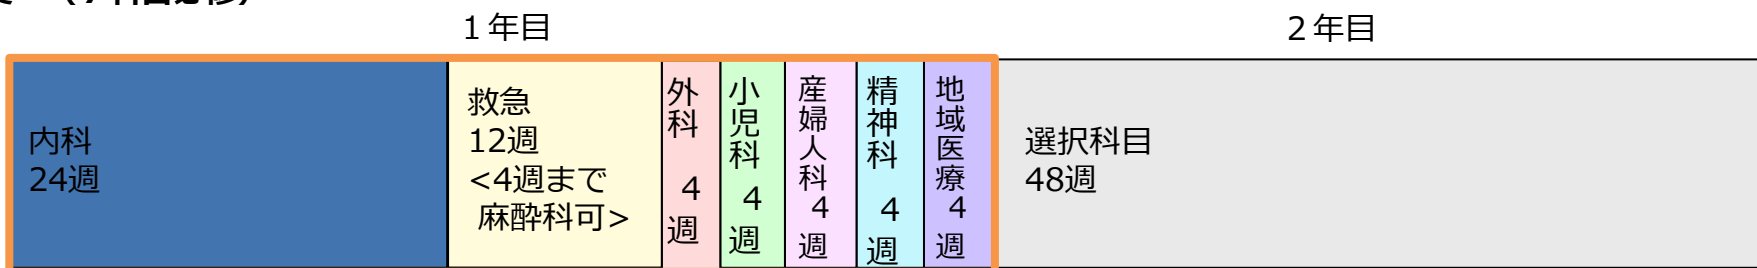 １年目
２年目
内科
24週
救急
12週
<4週まで
麻酔科可>
外科 4週
小児科 4週
産婦人科 4週
精神科 4週
地域医療 4週
選択科目
48週